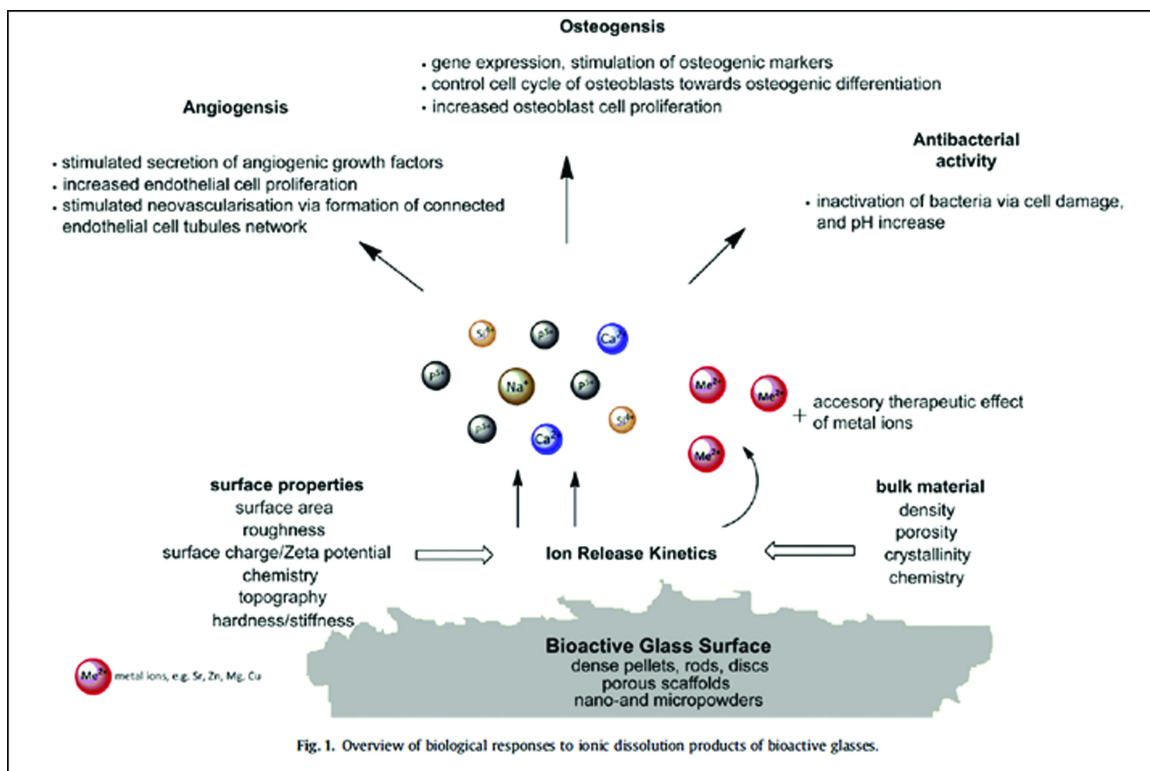 Osteogensis
• gene expression, stimulation of osteogenic markers
• control cell cycle of osteoblasts towards osteogenic differentiation
• increased osteoblast cell proliferation
Angiogensis
• stimulated secretion of angiogenic growth factors
• increased endothelial cell proliferation
• stimulated neovascularisation via formation of connected
endothelial cell tubules network
Antibacterial
activity
• inactivation of bacteria via cell damage,
and pH increase
Si⁴⁺
P⁵⁺
Ca²⁺
P⁵⁺
Na⁺
P⁵⁺
Me²⁺
Me²⁺
P⁵⁺
Ca²⁺
Si⁴⁺
Me²⁺
+
accesory therapeutic effect
of metal ions
surface properties
surface area
roughness
surface charge/Zeta potential
chemistry
topography
hardness/stiffness
Ion Release Kinetics
bulk material
density
porosity
crystallinity
chemistry
Bioactive Glass Surface
dense pellets, rods, discs
porous scaffolds
nano-and micropowders
Me²⁺ metal ions, e.g. Sr, Zn, Mg, Cu
Fig. 1. Overview of biological responses to ionic dissolution products of bioactive glasses.